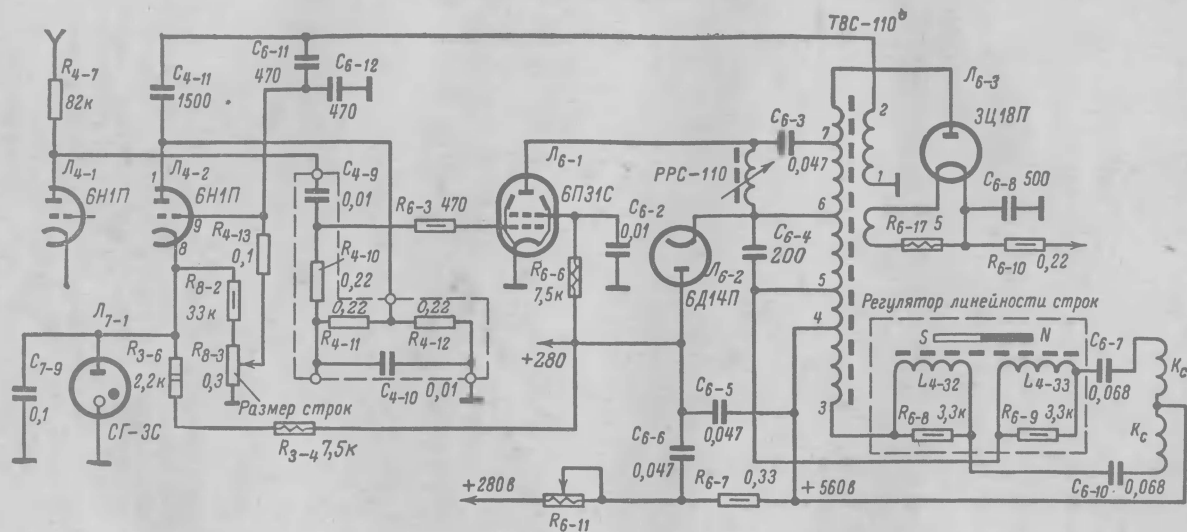 ТВС-110
R4-7
82к
C4-11
1500
C6-11
470
C6-12
470
Л4-1
6Н1П
Л4-2
6Н1П
1
9
8
R4-13
0,1
C4-9
0,01
R6-3 470
Л6-1
6П31С
C6-2
0,01
R6-6
7,5к
C6-3
0,047
РРС-110
C6-4
200
Л6-2
6Д14П
7
6
5
4
3
2
1
Л6-3
3Ц18П
C6-8 500
R6-17 5
R6-10 0,22
R4-10
0,22
0,22
R4-11
0,22
R4-12
C4-10 0,01
R8-2
33к
R8-3
0,3
Размер строк
Л7-1
C7-9
0,1
R3-6
2,2к
СГ-3С
R3-4 7,5к
+280
C6-5
0,047
C6-6
0,047
R6-7 0,33
+280в
R6-11
+560в
Регулятор линейности строк
S N
L4-32
L4-33
R6-8 3,3к
R6-9 3,3к
C6-7
0,068
Kc
Kc
C6-10 0,068